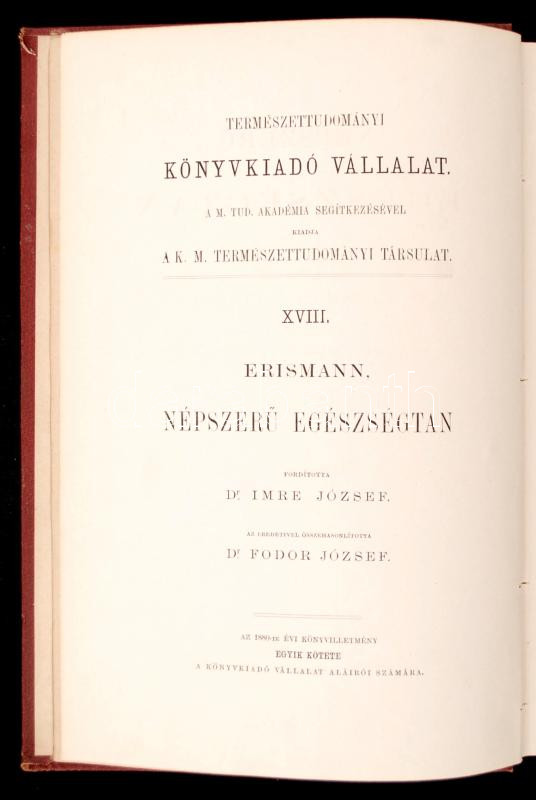 TERMÉSZETTUDOMÁNYI
KÖNYVKIADÓ VÁLLALAT.
A M. TUD. AKADÉMIA SEGÍTKEZÉSÉVEL
KIADJA
A K. M. TERMÉSZETTUDOMÁNYI TÁRSULAT.
XVIII.
ERISMANN,
NÉPSZERŰ EGÉSZSÉGTAN
FORDÍTOTTA
Dr IMRE JÓZSEF.
AZ EREDETIVEL ÖSSZEHASONLÍTOTTA
Dr FODOR JÓZSEF.
AZ 1880-IK ÉVI KÖNYVILLETMÉNY
EGYIK KÖTETE
A KÖNYVKIADÓ VÁLLALAT ALÁIRÓI SZÁMÁRA.